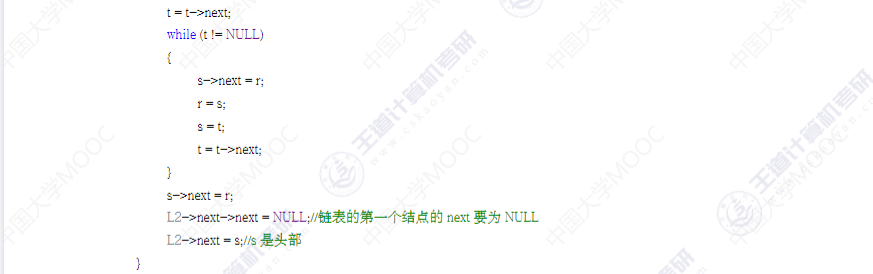 t = t->next;
while (t != NULL)
{
s->next = r;
r = s;
s = t;
t = t->next;
}
s->next = r;
L2->next->next = NULL;//链表的第一个结点的 next 要为 NULL
L2->next = s;//s 是头部
}
中国大学MOOC
王道计算机考研
www.cskaoyan.com